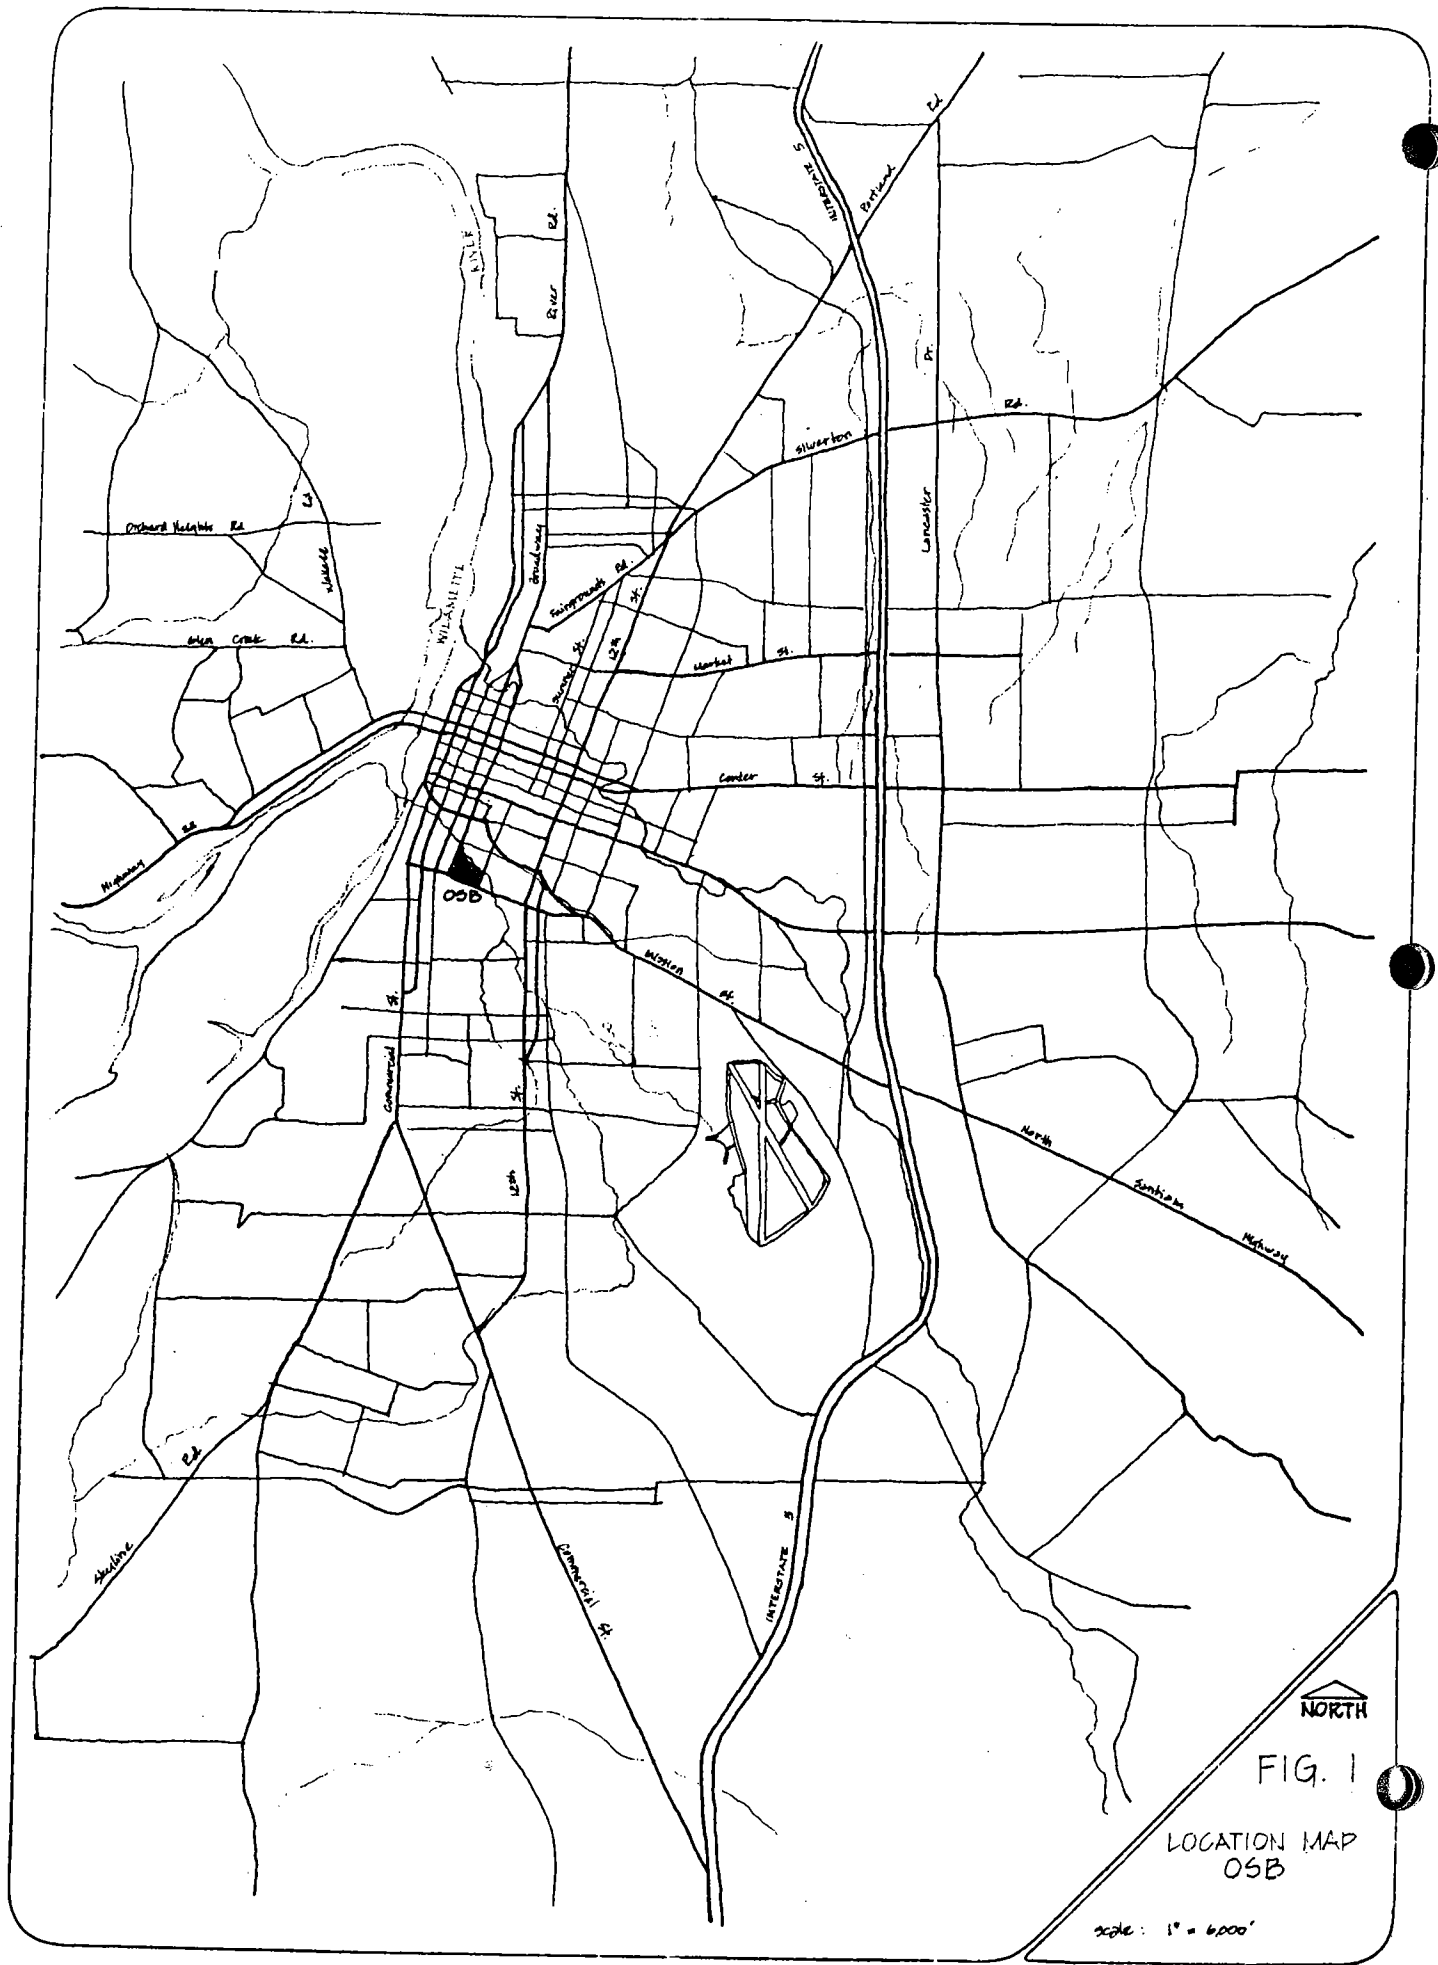 INTERSTATE 5
Portland Rd
RIVER
River Rd.
Dr.
Rd.
Silverton
Lancaster
Orchard Heights Rd
Rd
Wallace
Broadway
Fairgrounds Rd.
St.
12th
WILLAMETTE
Glen Creek Rd.
Summer St.
Market St.
Center St.
Highway
OSB
Mission St.
St.
Commercial
St.
12th
North Santiam Highway
Rd.
Skyline
Commercial St.
INTERSTATE 5
NORTH
FIG. 1
LOCATION MAP
OSB
scale: 1" = 6,000'